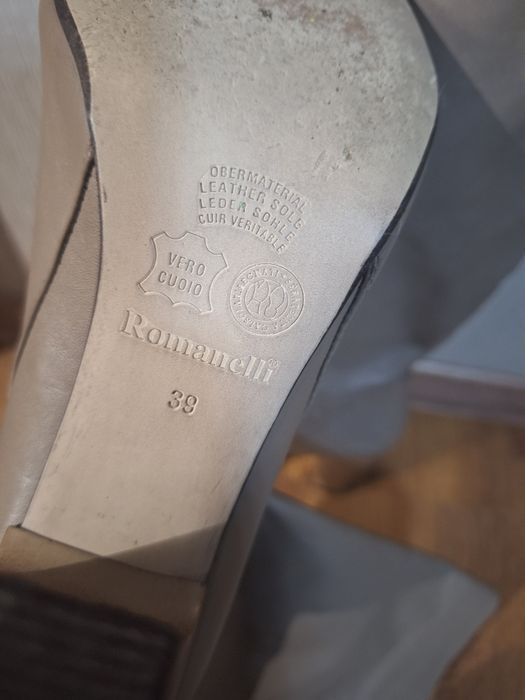 OBERMATERIAL
LEATHER SOLE
LEDER SOHLE
CUIR VERITABLE
VERO
CUOIO
Romanelli®
39